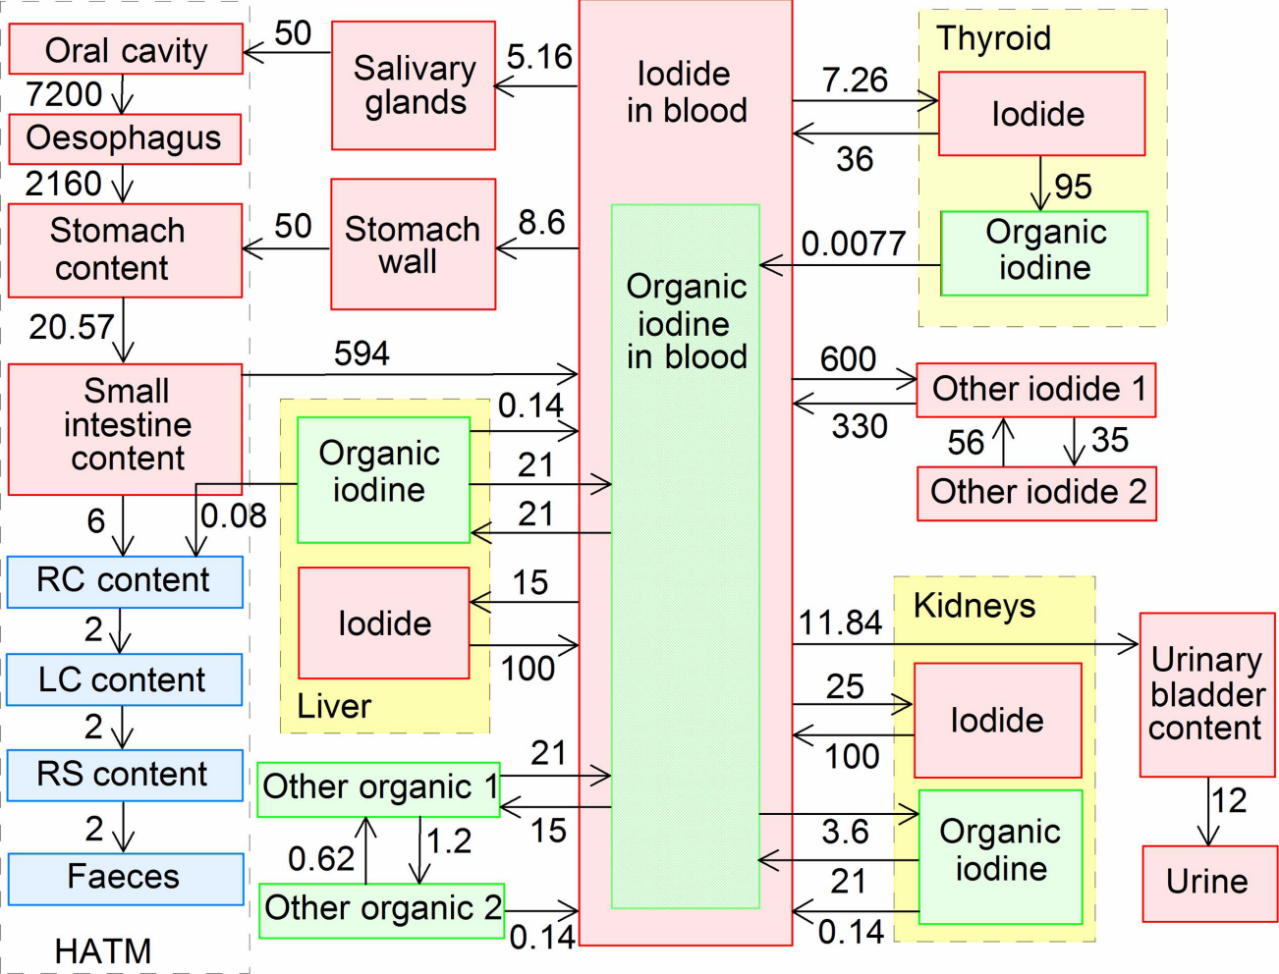 Oral cavity
50
Salivary
glands
5.16
Iodide
in blood
7.26
36
Thyroid
Iodide
95
Organic
iodine
0.0077
7200
Oesophagus
2160
Stomach
content
50
Stomach
wall
8.6
Organic
iodine
in blood
20.57
594
Small
intestine
content
0.14
Organic
iodine
21
21
0.08
6
600
330
Other iodide 1
56
35
Other iodide 2
RC content
2
LC content
2
RS content
2
Faeces
HATM
Iodide
15
100
Liver
11.84
Kidneys
25
Iodide
100
Urinary
bladder
content
12
Urine
Other organic 1
21
15
0.62
1.2
Other organic 2
0.14
3.6
Organic
iodine
21
0.14